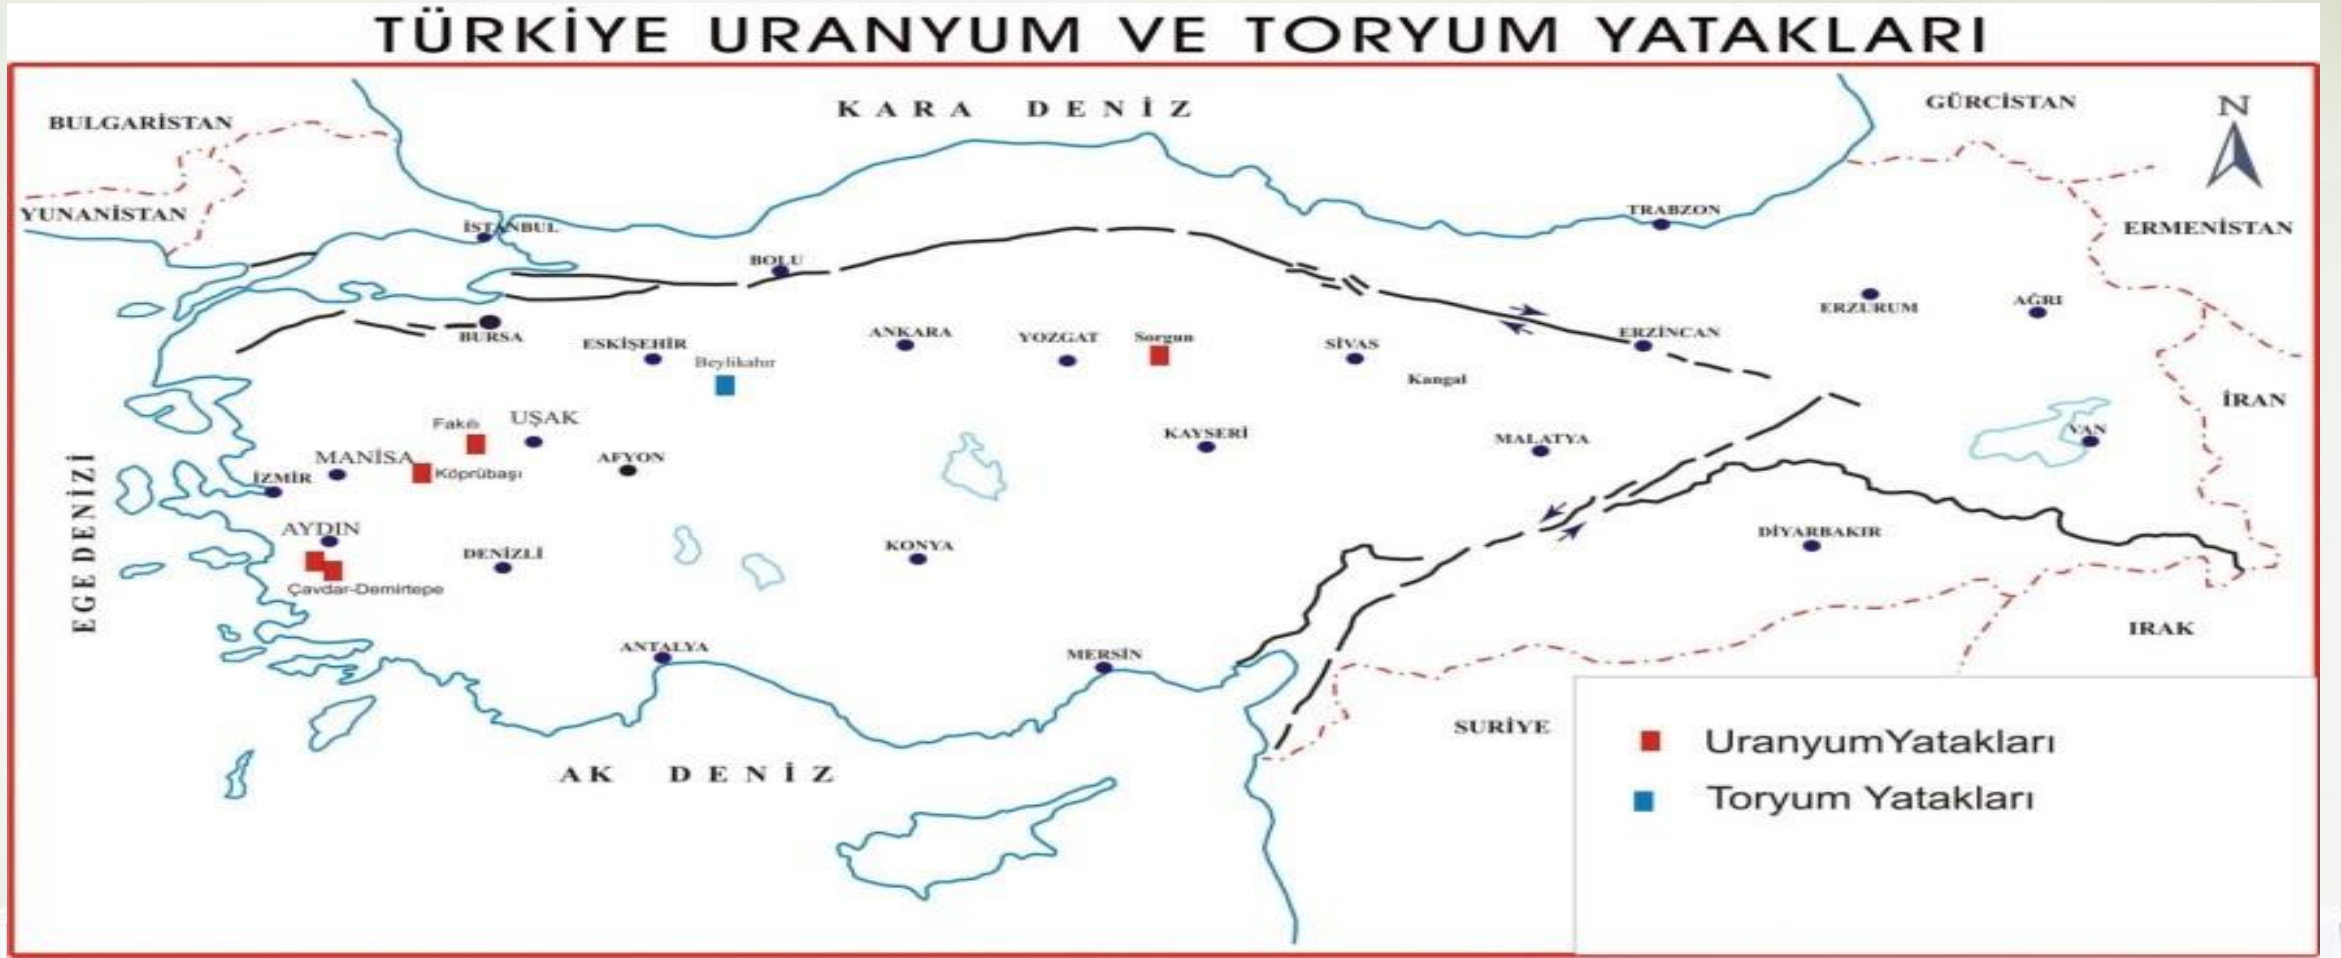 TÜRKİYE URANYUM VE TORYUM YATAKLARI
KARA DENİZ
GÜRCİSTAN
N
BULGARİSTAN
YUNANİSTAN
İSTANBUL
TRABZON
ERMENİSTAN
BOLU
ERZURUM
AĞRI
BURSA
ESKİŞEHİR
ANKARA
YOZGAT
Sorgun
SİVAS
ERZİNCAN
Beylikahır
Kangal
İRAN
Fakılı
UŞAK
KAYSERİ
MALATYA
VAN
MANİSA
AFYON
İZMİR
Köprübaşı
EGE DENİZİ
AYDIN
DENİZLİ
KONYA
DİYARBAKIR
Çavdar-Demirtepe
IRAK
ANTALYA
MERSİN
SURİYE
AK DENİZ
UranyumYatakları
Toryum Yatakları